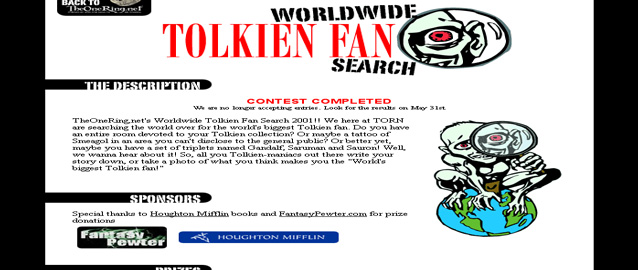 BACK TO
TheOneRing.net
WORLDWIDE
TOLKIEN FAN
SEARCH
THE DESCRIPTION
CONTEST COMPLETED
We are no longer accepting entries. Look for the results on May 31st.
TheOneRing.net's Worldwide Tolkien Fan Search 2001!! We here at TORN
are searching the world over for the world's biggest Tolkien fan. Do you have
an entire room devoted to your Tolkien collection? Or maybe a tattoo of
Smeagol in an area you can't disclose to the general public? Or better yet,
maybe you have a set of triplets named Gandalf, Saruman and Sauron! Well,
we wanna hear about it! So, all you Tolkien-maniacs out there write your
story down, or take a photo of what you think makes you the "World's
biggest Tolkien fan!"
SPONSORS
Special thanks to Houghton Mifflin books and FantasyPewter.com for prize
donations
Fantasy
Pewter
HOUGHTON MIFFLIN
PRIZES